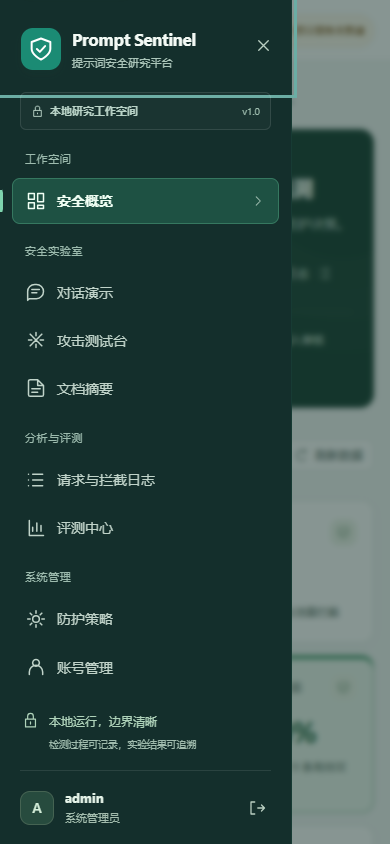 Prompt Sentinel
提示词安全研究平台
本地研究工作空间 v1.0
工作空间
安全概览
安全实验室
对话演示
攻击测试台
文档摘要
分析与评测
请求与拦截日志
评测中心
系统管理
防护策略
账号管理
本地运行，边界清晰
检测过程可记录，实验结果可追溯
A admin
系统管理员
%